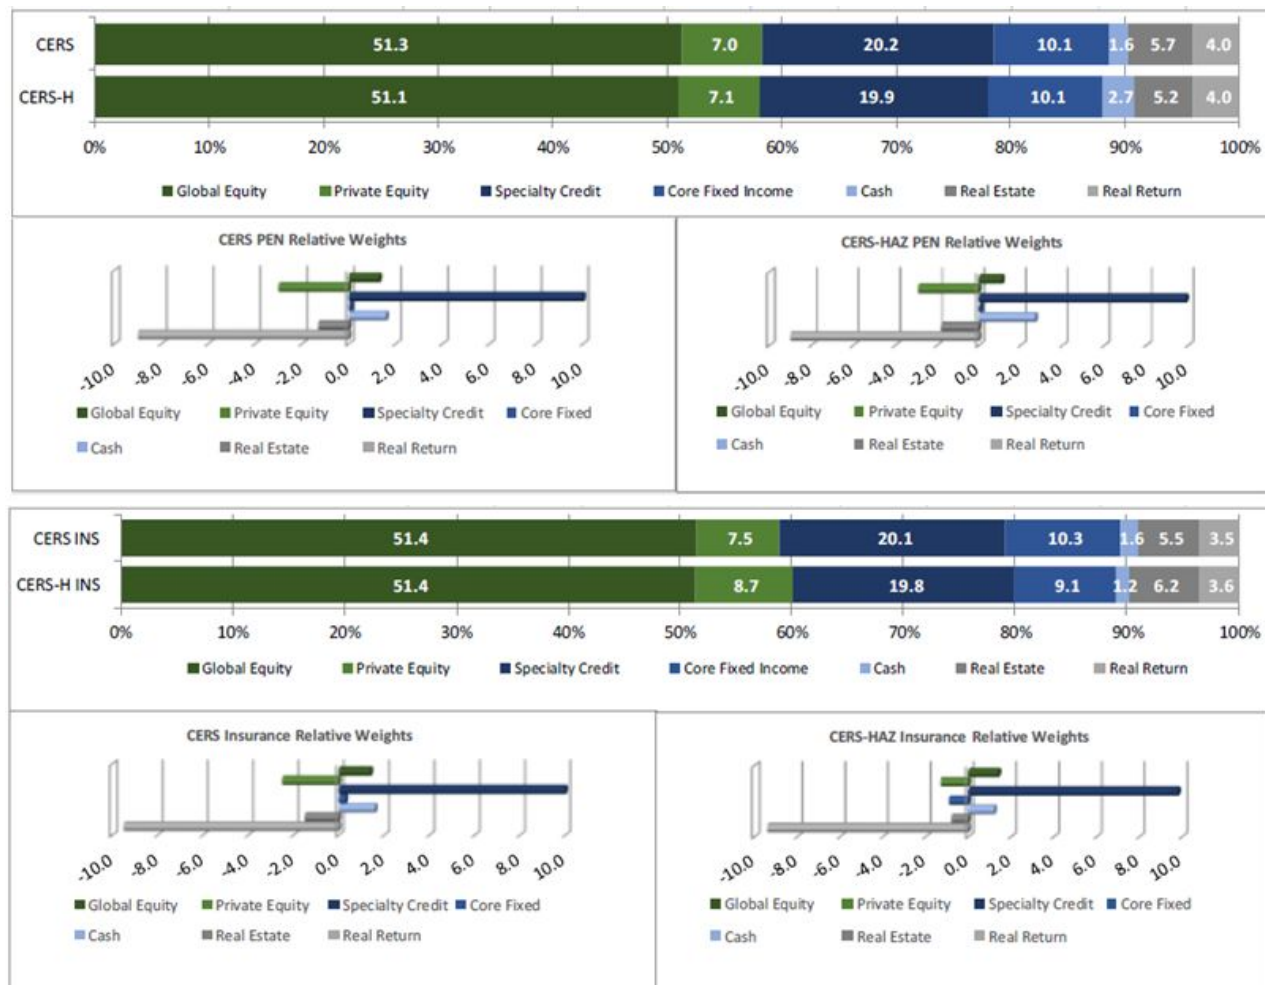 CERS 51.3 7.0 20.2 10.1 1.6 5.7 4.0
CERS-H 51.1 7.1 19.9 10.1 2.7 5.2 4.0
0% 10% 20% 30% 40% 50% 60% 70% 80% 90% 100%
Global Equity Private Equity Specialty Credit Core Fixed Income Cash Real Estate Real Return
CERS PEN Relative Weights
-10.0 -8.0 -6.0 -4.0 -2.0 0.0 2.0 4.0 6.0 8.0 10.0
Global Equity Private Equity Specialty Credit Core Fixed
Cash Real Estate Real Return
CERS-HAZ PEN Relative Weights
-10.0 -8.0 -6.0 -4.0 -2.0 0.0 2.0 4.0 6.0 8.0 10.0
Global Equity Private Equity Specialty Credit Core Fixed
Cash Real Estate Real Return
CERS INS 51.4 7.5 20.1 10.3 1.6 5.5 3.5
CERS-H INS 51.4 8.7 19.8 9.1 1.2 6.2 3.6
0% 10% 20% 30% 40% 50% 60% 70% 80% 90% 100%
Global Equity Private Equity Specialty Credit Core Fixed Income Cash Real Estate Real Return
CERS Insurance Relative Weights
-10.0 -8.0 -6.0 -4.0 -2.0 0.0 2.0 4.0 6.0 8.0 10.0
Global Equity Private Equity Specialty Credit Core Fixed
Cash Real Estate Real Return
CERS-HAZ Insurance Relative Weights
-10.0 -8.0 -6.0 -4.0 -2.0 0.0 2.0 4.0 6.0 8.0 10.0
Global Equity Private Equity Specialty Credit Core Fixed
Cash Real Estate Real Return